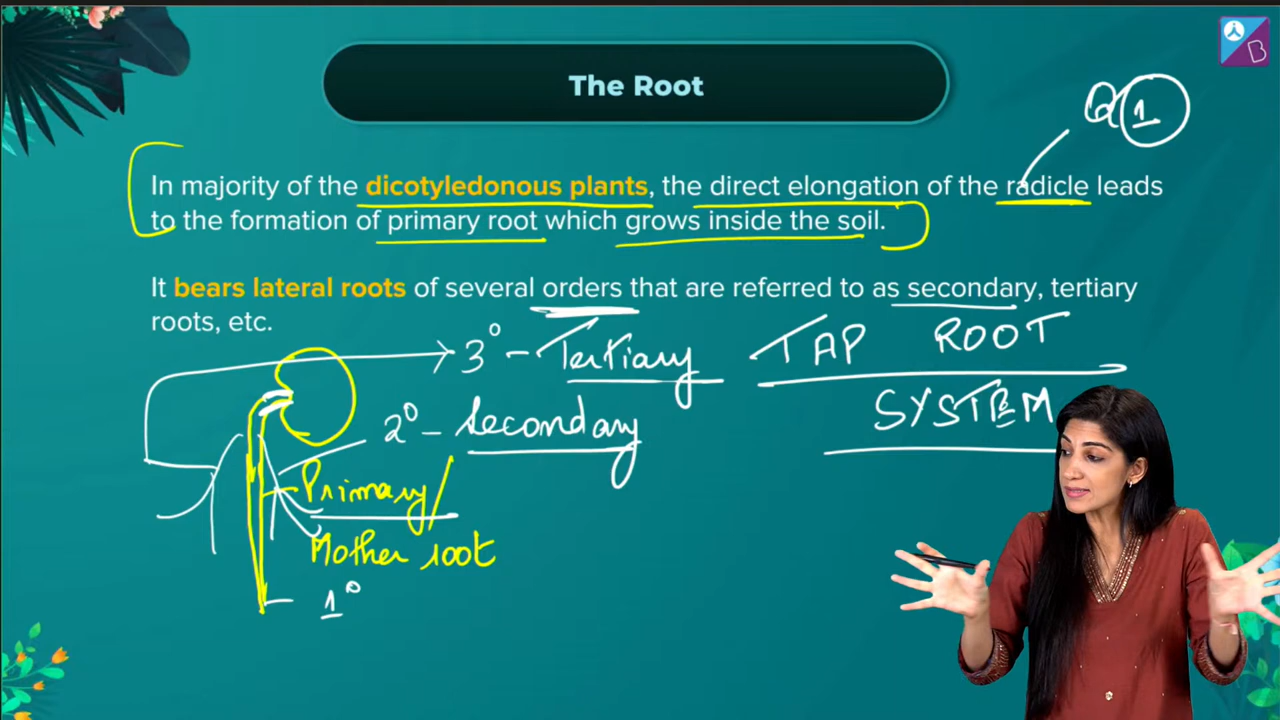 The Root
Q 1
In majority of the dicotyledonous plants, the direct elongation of the radicle leads
to the formation of primary root which grows inside the soil.
It bears lateral roots of several orders that are referred to as secondary, tertiary
roots, etc.
3° - Tertiary
TAP ROOT
SYSTEM
2° - Secondary
Primary/
Mother root
1°
B